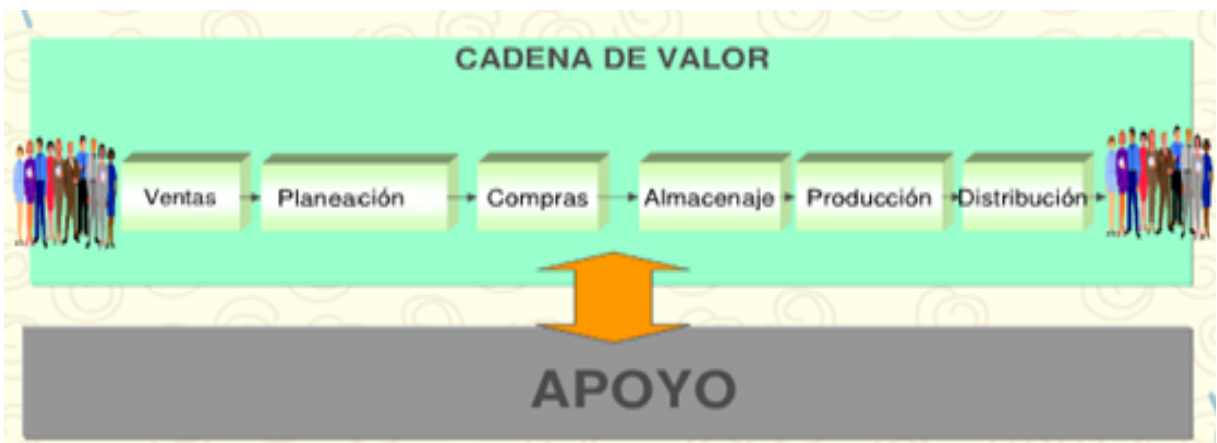 CADENA DE VALOR
Ventas
Planeación
Compras
Almacenaje
Producción
Distribución
APOYO